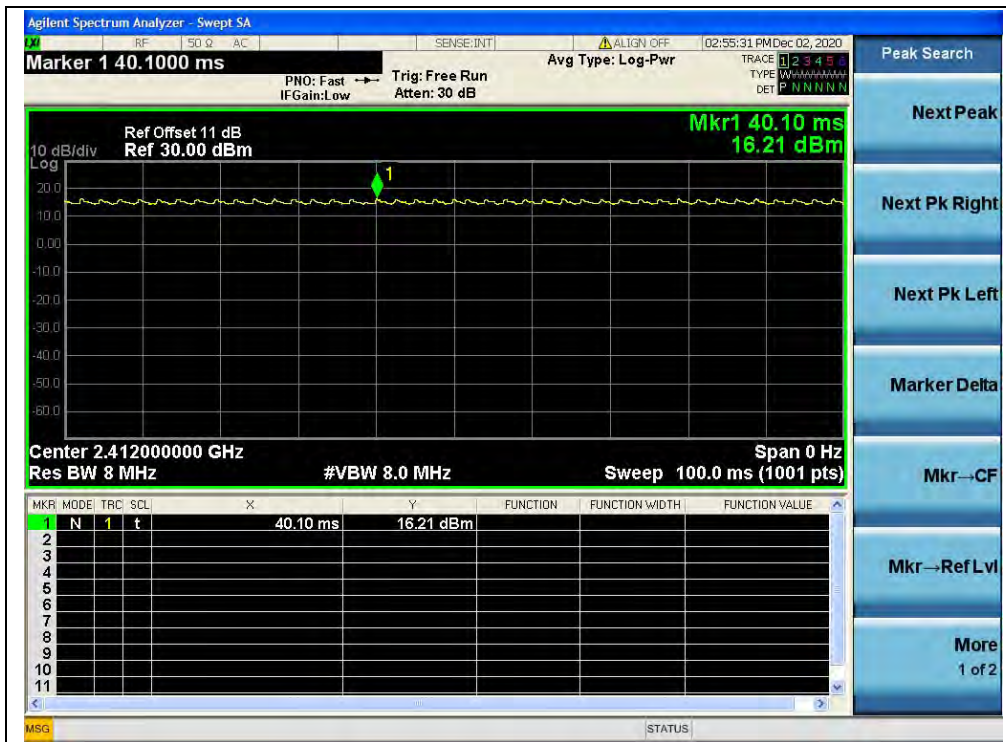 Agilent Spectrum Analyzer - Swept SA
LXI RF 50 Ω AC SENSE:INT ALIGN OFF 02:55:31 PM Dec 02, 2020
Marker 1 40.1000 ms
PNO: Fast
IFGain:Low
Trig: Free Run
Atten: 30 dB
Avg Type: Log-Pwr
TRACE 1 2 3 4 5 6
TYPE
DET P N N N N N
Peak Search
Next Peak
Next Pk Right
Next Pk Left
Marker Delta
Mkr→CF
Mkr→Ref Lvl
More
1 of 2
Mkr1 40.10 ms
16.21 dBm
Ref Offset 11 dB
10 dB/div Ref 30.00 dBm
Log
1
20.0
10.0
0.00
-10.0
-20.0
-30.0
-40.0
-50.0
-60.0
Center 2.412000000 GHz Span 0 Hz
Res BW 8 MHz #VBW 8.0 MHz Sweep 100.0 ms (1001 pts)
MKR MODE TRC SCL X Y FUNCTION FUNCTION WIDTH FUNCTION VALUE
1 N 1 t 40.10 ms 16.21 dBm
2
3
4
5
6
7
8
9
10
11
MSG STATUS